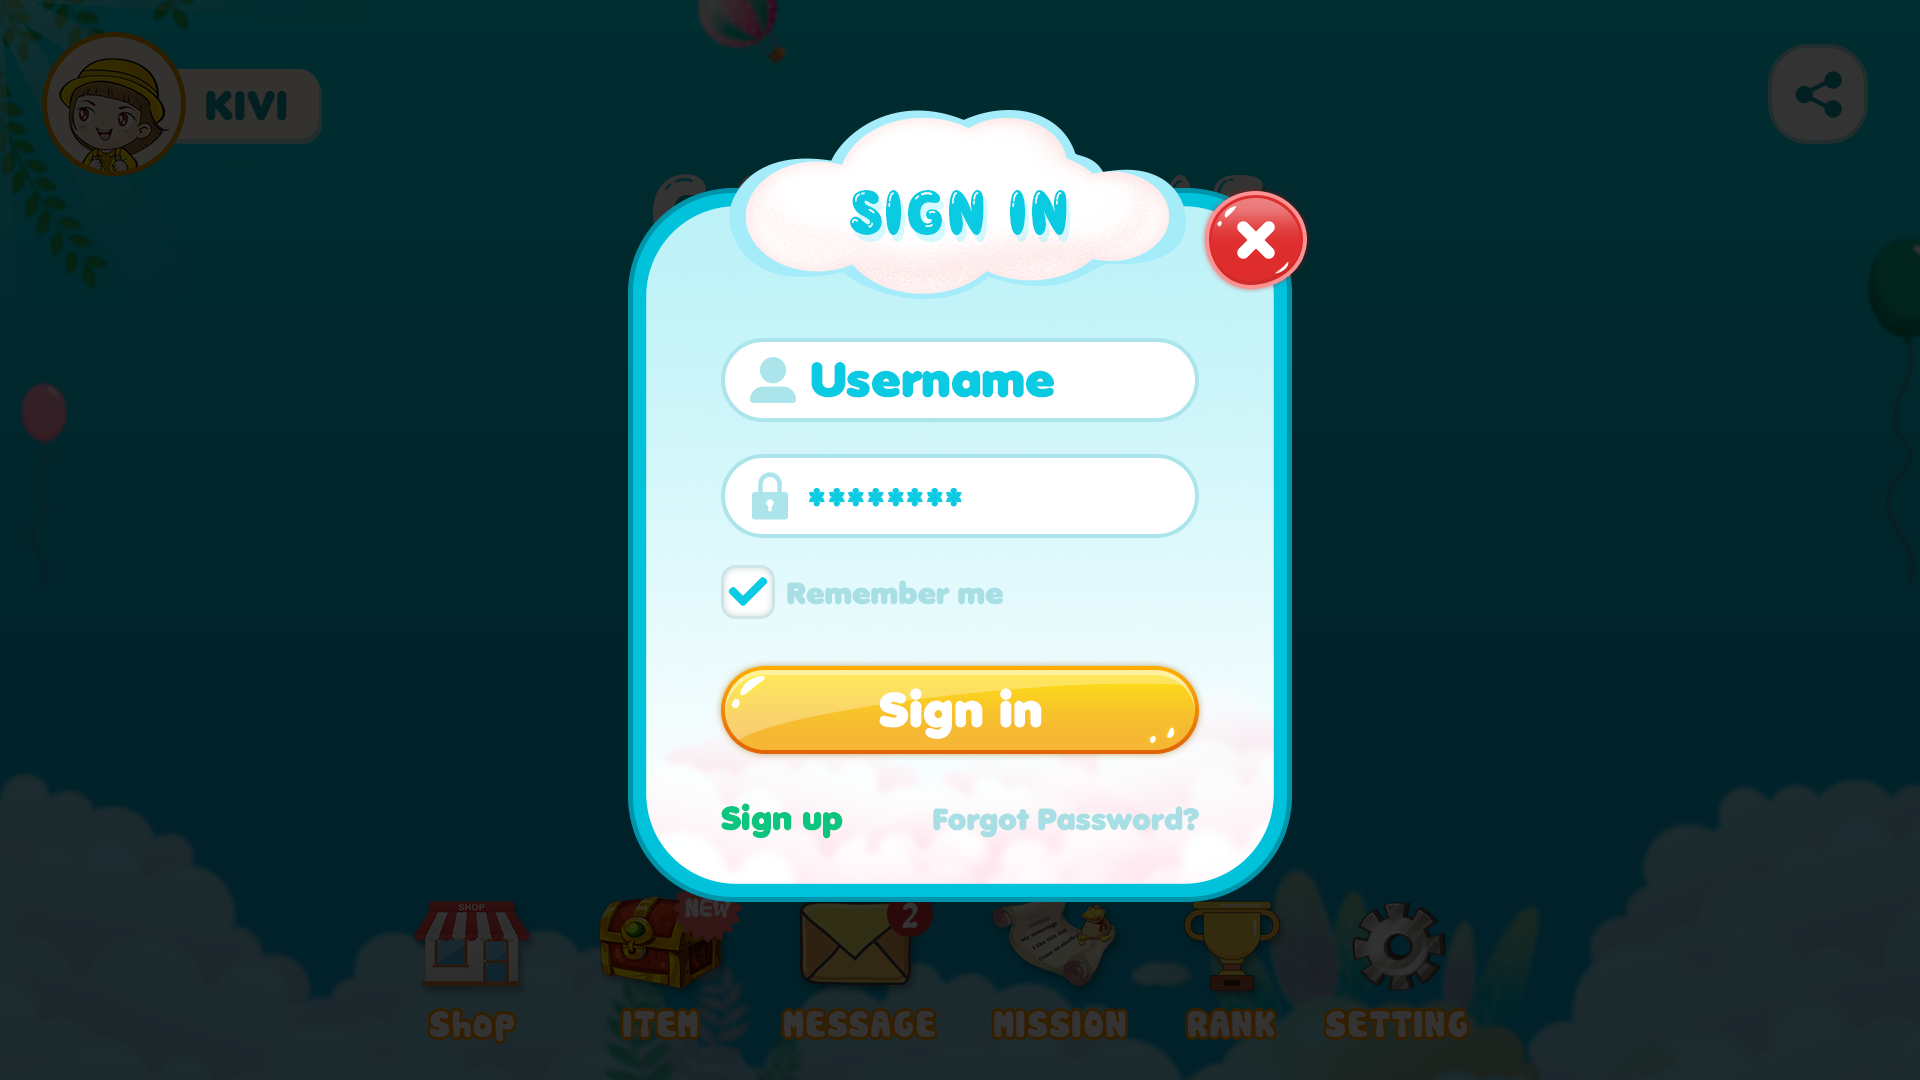 KIVI
SIGN IN
Username
********
Remember me
Sign in
Sign up
Forgot Password?
SHOP
NEW
2
Shop
ITEM
MESSAGE
MISSION
RANK
SETTING